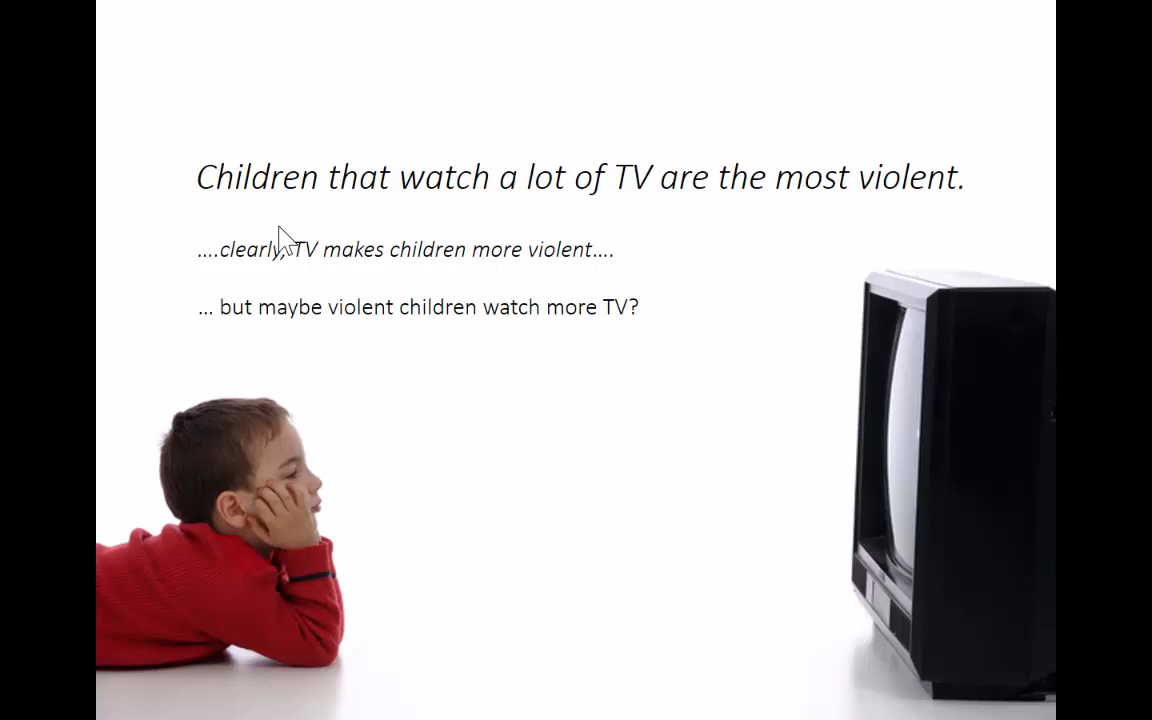 Children that watch a lot of TV are the most violent.
....clearly, TV makes children more violent....
... but maybe violent children watch more TV?